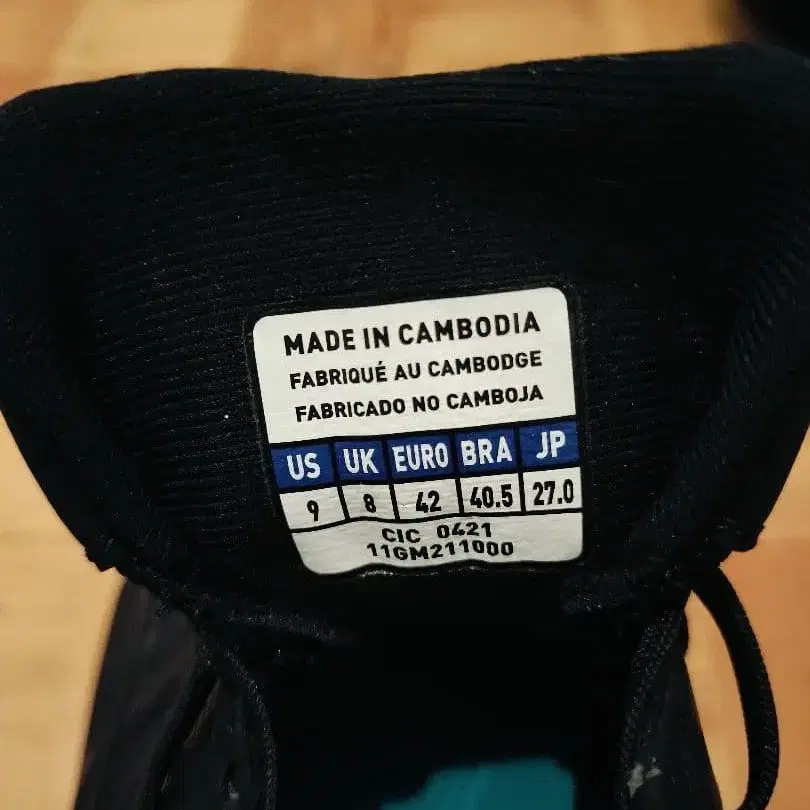 MADE IN CAMBODIA
FABRIQUÉ AU CAMBODGE
FABRICADO NO CAMBOJA
US UK EURO BRA JP
9 8 42 40.5 27.0
CIC 0421
11GM211000